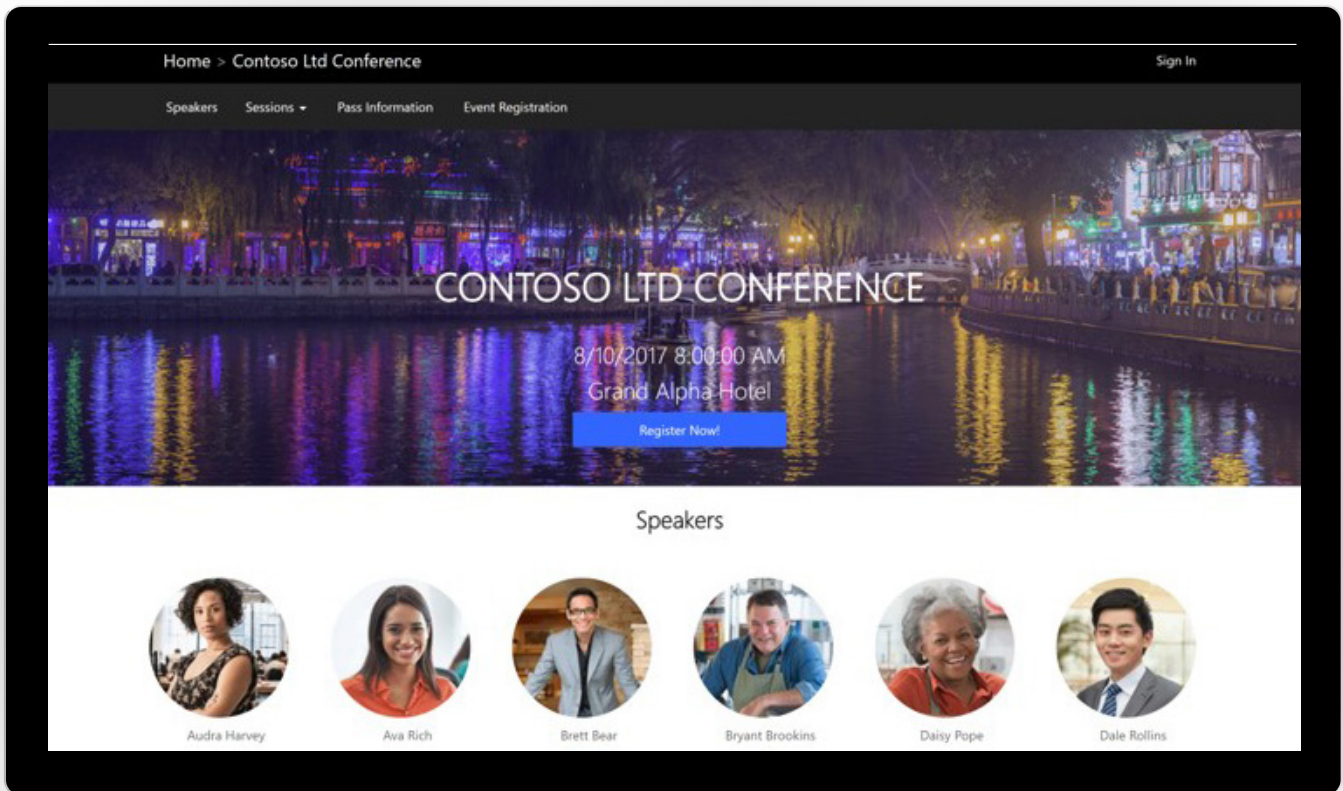 Home > Contoso Ltd Conference
Sign In
Speakers
Sessions
Pass Information
Event Registration
CONTOSO LTD CONFERENCE
8/10/2017 8:00:00 AM
Grand Alpha Hotel
Register Now!
Speakers
Audra Harvey
Ava Rich
Brett Bear
Bryant Brookins
Daisy Pope
Dale Rollins